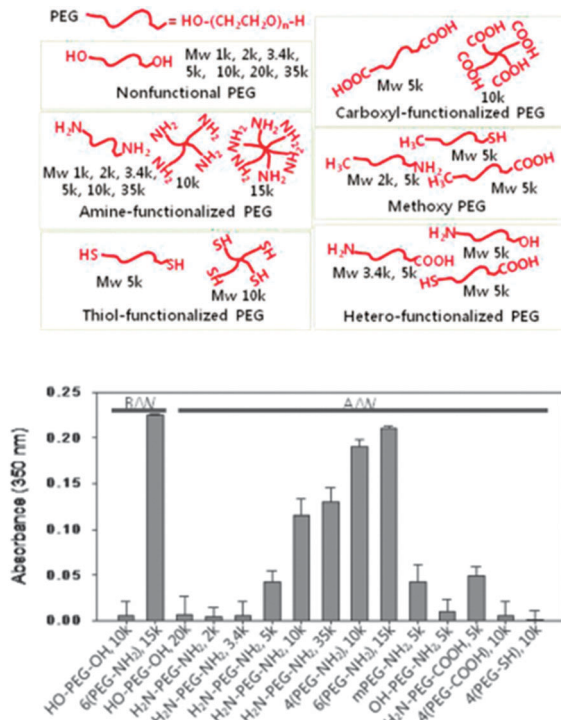 PEG = HO-(CH₂CH₂O)n-H
HO OH Mw 1k, 2k, 3.4k,
5k, 10k, 20k, 35k
Nonfunctional PEG
HOOC COOH
Mw 5k
COOH COOH COOH COOH
10k
Carboxyl-functionalized PEG
H₂N NH₂
Mw 1k, 2k, 3.4k,
5k, 10k, 35k
NH₂ NH₂ NH₂ NH₂
10k
NH₂ NH₂ NH₂ NH₂ NH₂ NH₂
15k
Amine-functionalized PEG
H₃C SH
Mw 5k
H₃C NH₂
Mw 2k, 5k
H₃C COOH
Mw 5k
Methoxy PEG
HS SH
Mw 5k
SH SH SH SH
Mw 10k
Thiol-functionalized PEG
H₂N OH
Mw 5k
H₂N COOH
Mw 3.4k, 5k
HS COOH
Mw 5k
Hetero-functionalized PEG
Absorbance (350 nm)
0.25
0.20
0.15
0.10
0.05
0.00
B/W A/W
HO-PEG-OH, 10k
6(PEG-NH₂), 15k
HO-PEG-OH, 20k
H₂N-PEG-NH₂, 2k
H₂N-PEG-NH₂, 3.4k
H₂N-PEG-NH₂, 5k
H₂N-PEG-NH₂, 10k
H₂N-PEG-NH₂, 35k
4(PEG-NH₂), 10k
6(PEG-NH₂), 15k
mPEG-NH₂, 5k
OH-PEG-NH₂, 5k
H₂N-PEG-COOH, 5k
4(PEG-COOH), 10k
4(PEG-SH), 10k